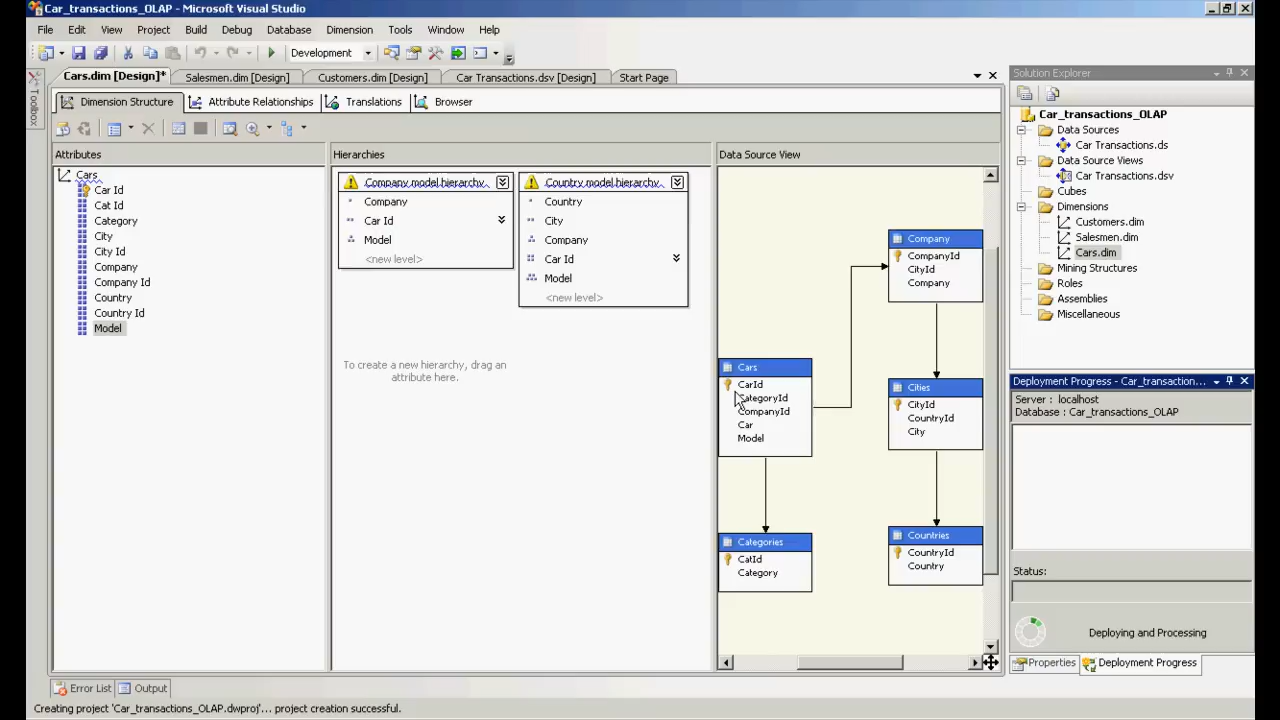 Car_transactions_OLAP - Microsoft Visual Studio
File Edit View Project Build Debug Database Dimension Tools Window Help
Development
Cars.dim [Design]* Salesmen.dim [Design] Customers.dim [Design] Car Transactions.dsv [Design] Start Page
Toolbox
Dimension Structure Attribute Relationships Translations Browser
Attributes
Cars
Car Id
Cat Id
Category
City
City Id
Company
Company Id
Country
Country Id
Model
Hierarchies
Company.model.hierarchy
Company
Car Id
Model
<new level>
Country.model.hierarchy
Country
City
Company
Car Id
Model
<new level>
To create a new hierarchy, drag an
attribute here.
Data Source View
Company
CompanyId
CityId
Company
Cars
CarId
CategoryId
CompanyId
Car
Model
Cities
CityId
CountryId
City
Categories
CatId
Category
Countries
CountryId
Country
Solution Explorer
Car_transactions_OLAP
Data Sources
Car Transactions.ds
Data Source Views
Car Transactions.dsv
Cubes
Dimensions
Customers.dim
Salesmen.dim
Cars.dim
Mining Structures
Roles
Assemblies
Miscellaneous
Deployment Progress - Car_transaction...
Server : localhost
Database : Car_transactions_OLAP
Status:
Deploying and Processing
Properties Deployment Progress
Error List Output
Creating project 'Car_transactions_OLAP.dwproj'... project creation successful.